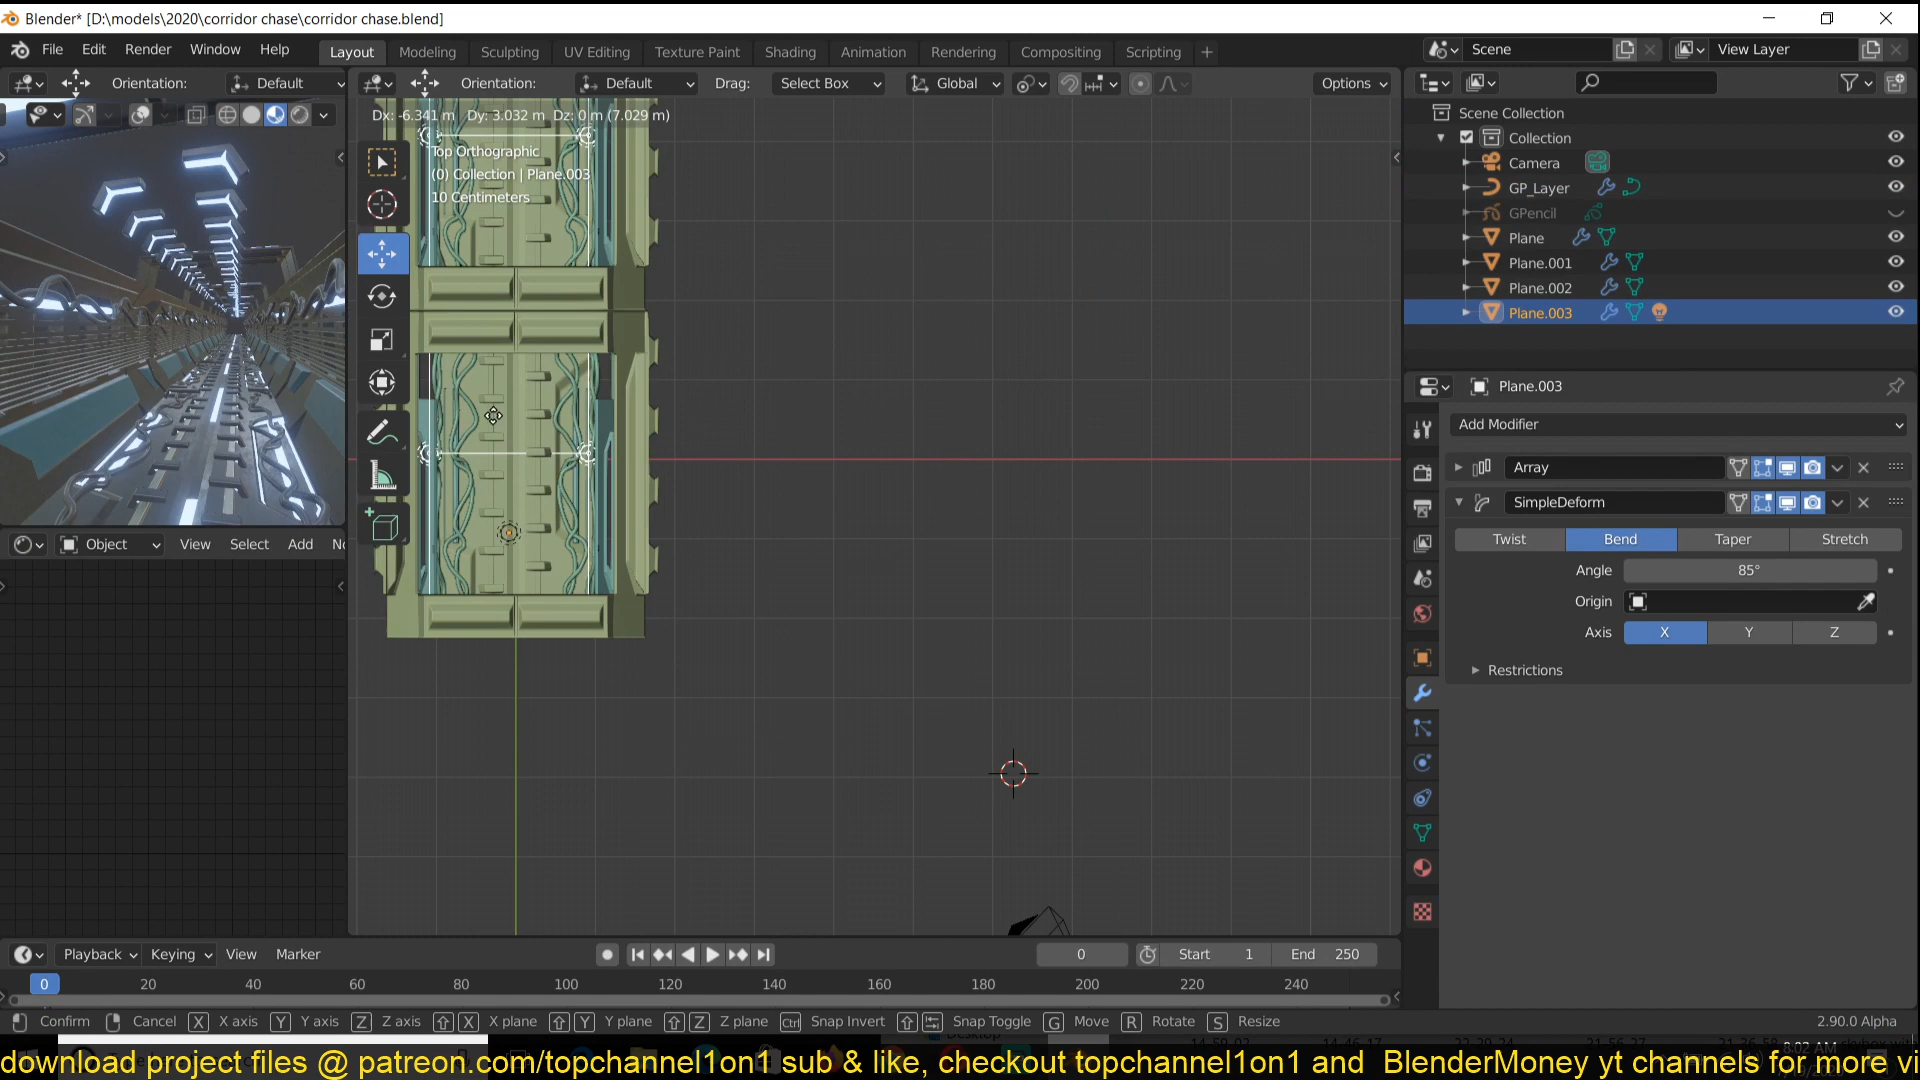 Blender* [D:\models\2020\corridor chase\corridor chase.blend]
File Edit Render Window Help Layout Modeling Sculpting UV Editing Texture Paint Shading Animation Rendering Compositing Scripting + Scene View Layer
Orientation: Default Orientation: Default Drag: Select Box Global Options
Dx: -6.341 m Dy: 3.032 m Dz: 0 m (7.029 m)
Top Orthographic
(0) Collection | Plane.003
10 Centimeters
Scene Collection
Collection
Camera
GP_Layer
GPencil
Plane
Plane.001
Plane.002
Plane.003
Plane.003
Add Modifier
Array
SimpleDeform
Twist Bend Taper Stretch
Angle 85°
Origin
Axis X Y Z
Restrictions
Object View Select Add
Playback Keying View Marker 0 Start 1 End 250
0 20 40 60 80 100 120 140 160 180 200 220 240
Confirm Cancel X X axis Y Y axis Z Z axis X X plane Y Y plane Z Z plane Ctrl Snap Invert Snap Toggle G Move R Rotate S Resize 2.90.0 Alpha
8:02 AM
download project files @ patreon.com/topchannel1on1 sub & like, checkout topchannel1on1 and BlenderMoney yt channels for more vi